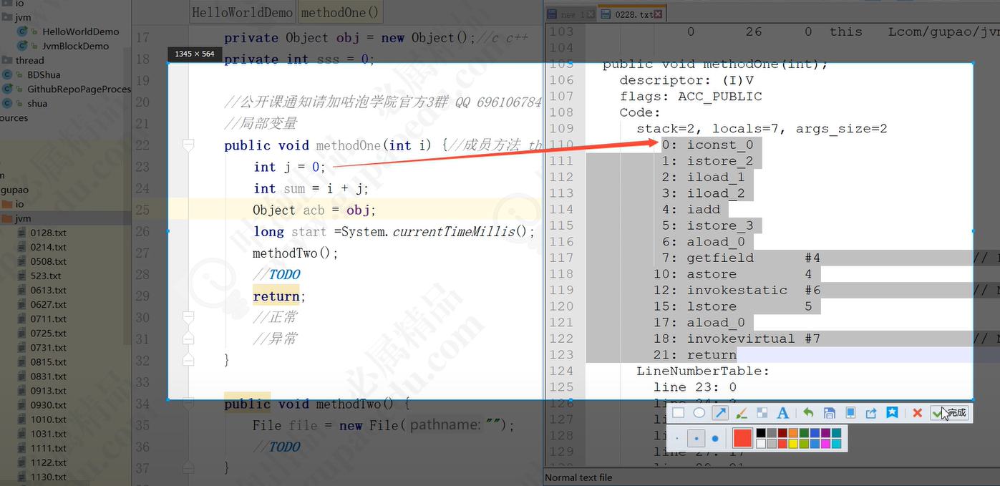 io
jvm
HelloWorldDemo
JvmBlockDemo
thread
BDShua
GithubRepoPageProces
shua
ources
m
gupao
io
jvm
0128.txt
0214.txt
0508.txt
523.txt
0613.txt
0627.txt
0711.txt
0725.txt
0731.txt
0815.txt
0831.txt
0913.txt
0930.txt
1010.txt
1031.txt
1111.txt
1122.txt
1130.txt
HelloWorldDemo methodOne()
1345 × 564
17 private Object obj = new Object();//c c++
18 private int sss = 0;
19
20 //公开课通知请加咕泡学院官方3群 QQ 696106784
21 //局部变量
22 public void methodOne(int i) {//成员方法 th
23 int j = 0;
24 int sum = i + j;
25 Object acb = obj;
26 long start =System.currentTimeMillis();
27 methodTwo();
28 //TODO
29 return;
30 //正常
31 //异常
32 }
33
34 public void methodTwo() {
35 File file = new File( pathname: "");
36 //TODO
37 }
new 1 0228.txt
103 0 26 0 this Lcom/gupao/jvm
104
105 public void methodOne(int);
106 descriptor: (I)V
107 flags: ACC_PUBLIC
108 Code:
109 stack=2, locals=7, args_size=2
110 0: iconst_0
111 1: istore_2
112 2: iload_1
113 3: iload_2
114 4: iadd
115 5: istore_3
116 6: aload_0
117 7: getfield #4 //
118 10: astore 4
119 12: invokestatic #6 //
120 15: lstore 5
121 17: aload_0
122 18: invokevirtual #7 //
123 21: return
124 LineNumberTable:
125 line 23: 0
126
127
128
129 line 27: 17
A
完成
Normal text file
必属精品
gupaoedu.com